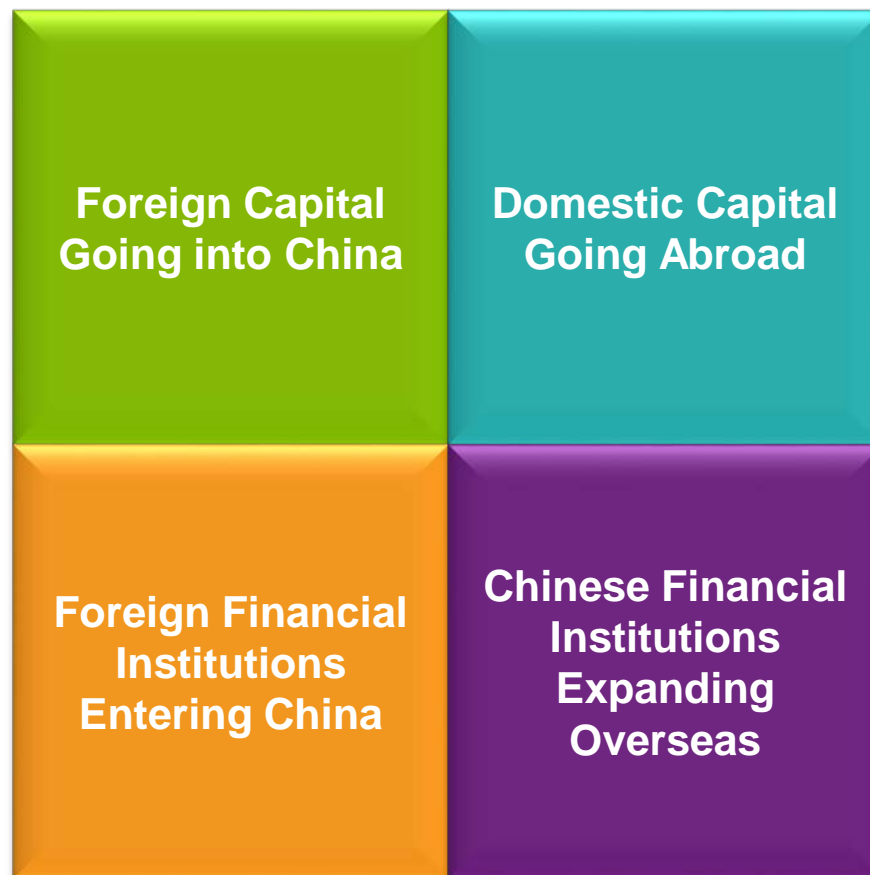 Foreign Capital
Going into China
Domestic Capital
Going Abroad
Foreign Financial
Institutions
Entering China
Chinese Financial
Institutions
Expanding
Overseas